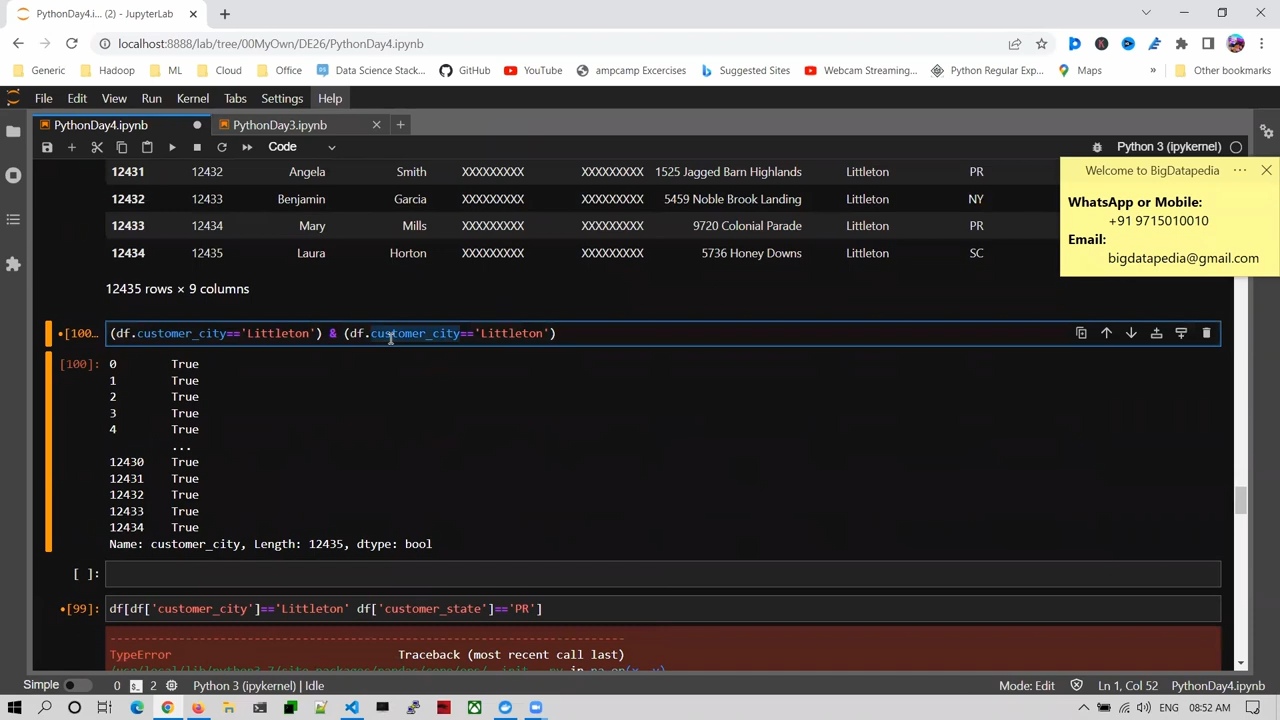 PythonDay4.i... (2) - JupyterLab
localhost:8888/lab/tree/00MyOwn/DE26/PythonDay4.ipynb
Generic Hadoop ML Cloud Office Data Science Stack... GitHub YouTube ampcamp Excercises Suggested Sites Webcam Streaming... Python Regular Exp... Maps » Other bookmarks
File Edit View Run Kernel Tabs Settings Help
PythonDay4.ipynb PythonDay3.ipynb
Code Python 3 (ipykernel)
12431 12432 Angela Smith XXXXXXXXX XXXXXXXXX 1525 Jagged Barn Highlands Littleton PR
12432 12433 Benjamin Garcia XXXXXXXXX XXXXXXXXX 5459 Noble Brook Landing Littleton NY
12433 12434 Mary Mills XXXXXXXXX XXXXXXXXX 9720 Colonial Parade Littleton PR
12434 12435 Laura Horton XXXXXXXXX XXXXXXXXX 5736 Honey Downs Littleton SC
Welcome to BigDatapedia ...
WhatsApp or Mobile:
+91 9715010010
Email:
bigdatapedia@gmail.com
12435 rows × 9 columns
[100... (df.customer_city=='Littleton') & (df.customer_city=='Littleton')
[100]: 0 True
1 True
2 True
3 True
4 True
...
12430 True
12431 True
12432 True
12433 True
12434 True
Name: customer_city, Length: 12435, dtype: bool
[ ]:
[99]: df[df['customer_city']=='Littleton' df['customer_state']=='PR']
---------------------------------------------------------------------------
TypeError Traceback (most recent call last)
Simple 0 2 Python 3 (ipykernel) | Idle Mode: Edit Ln 1, Col 52 PythonDay4.ipynb
ENG 08:52 AM